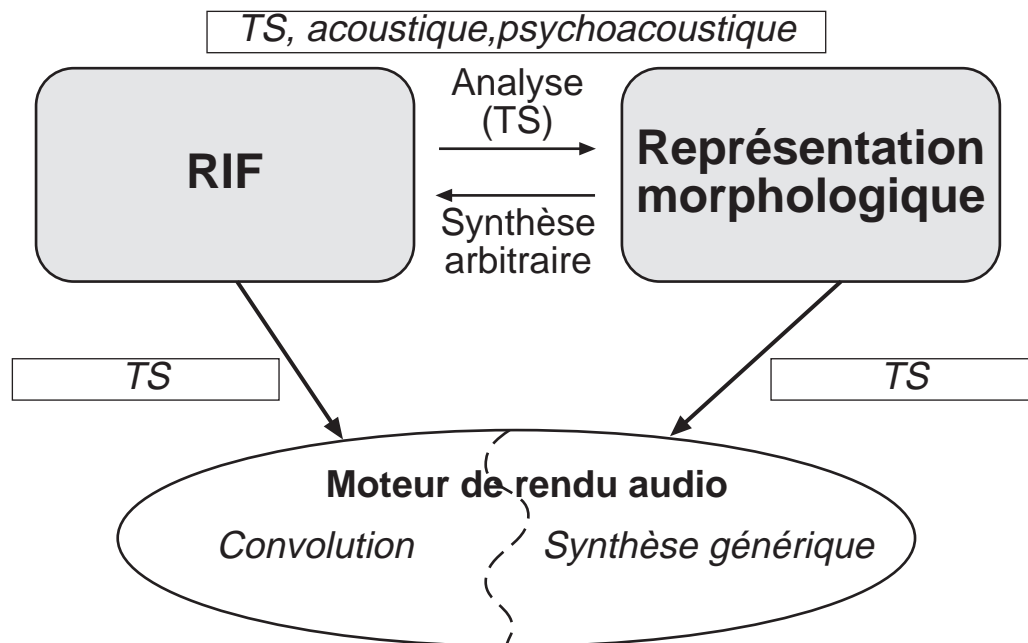 TS, acoustique,psychoacoustique
Analyse
(TS)
RIF
Représentation
morphologique
Synthèse
arbitraire
TS
TS
Moteur de rendu audio
Convolution
Synthèse générique